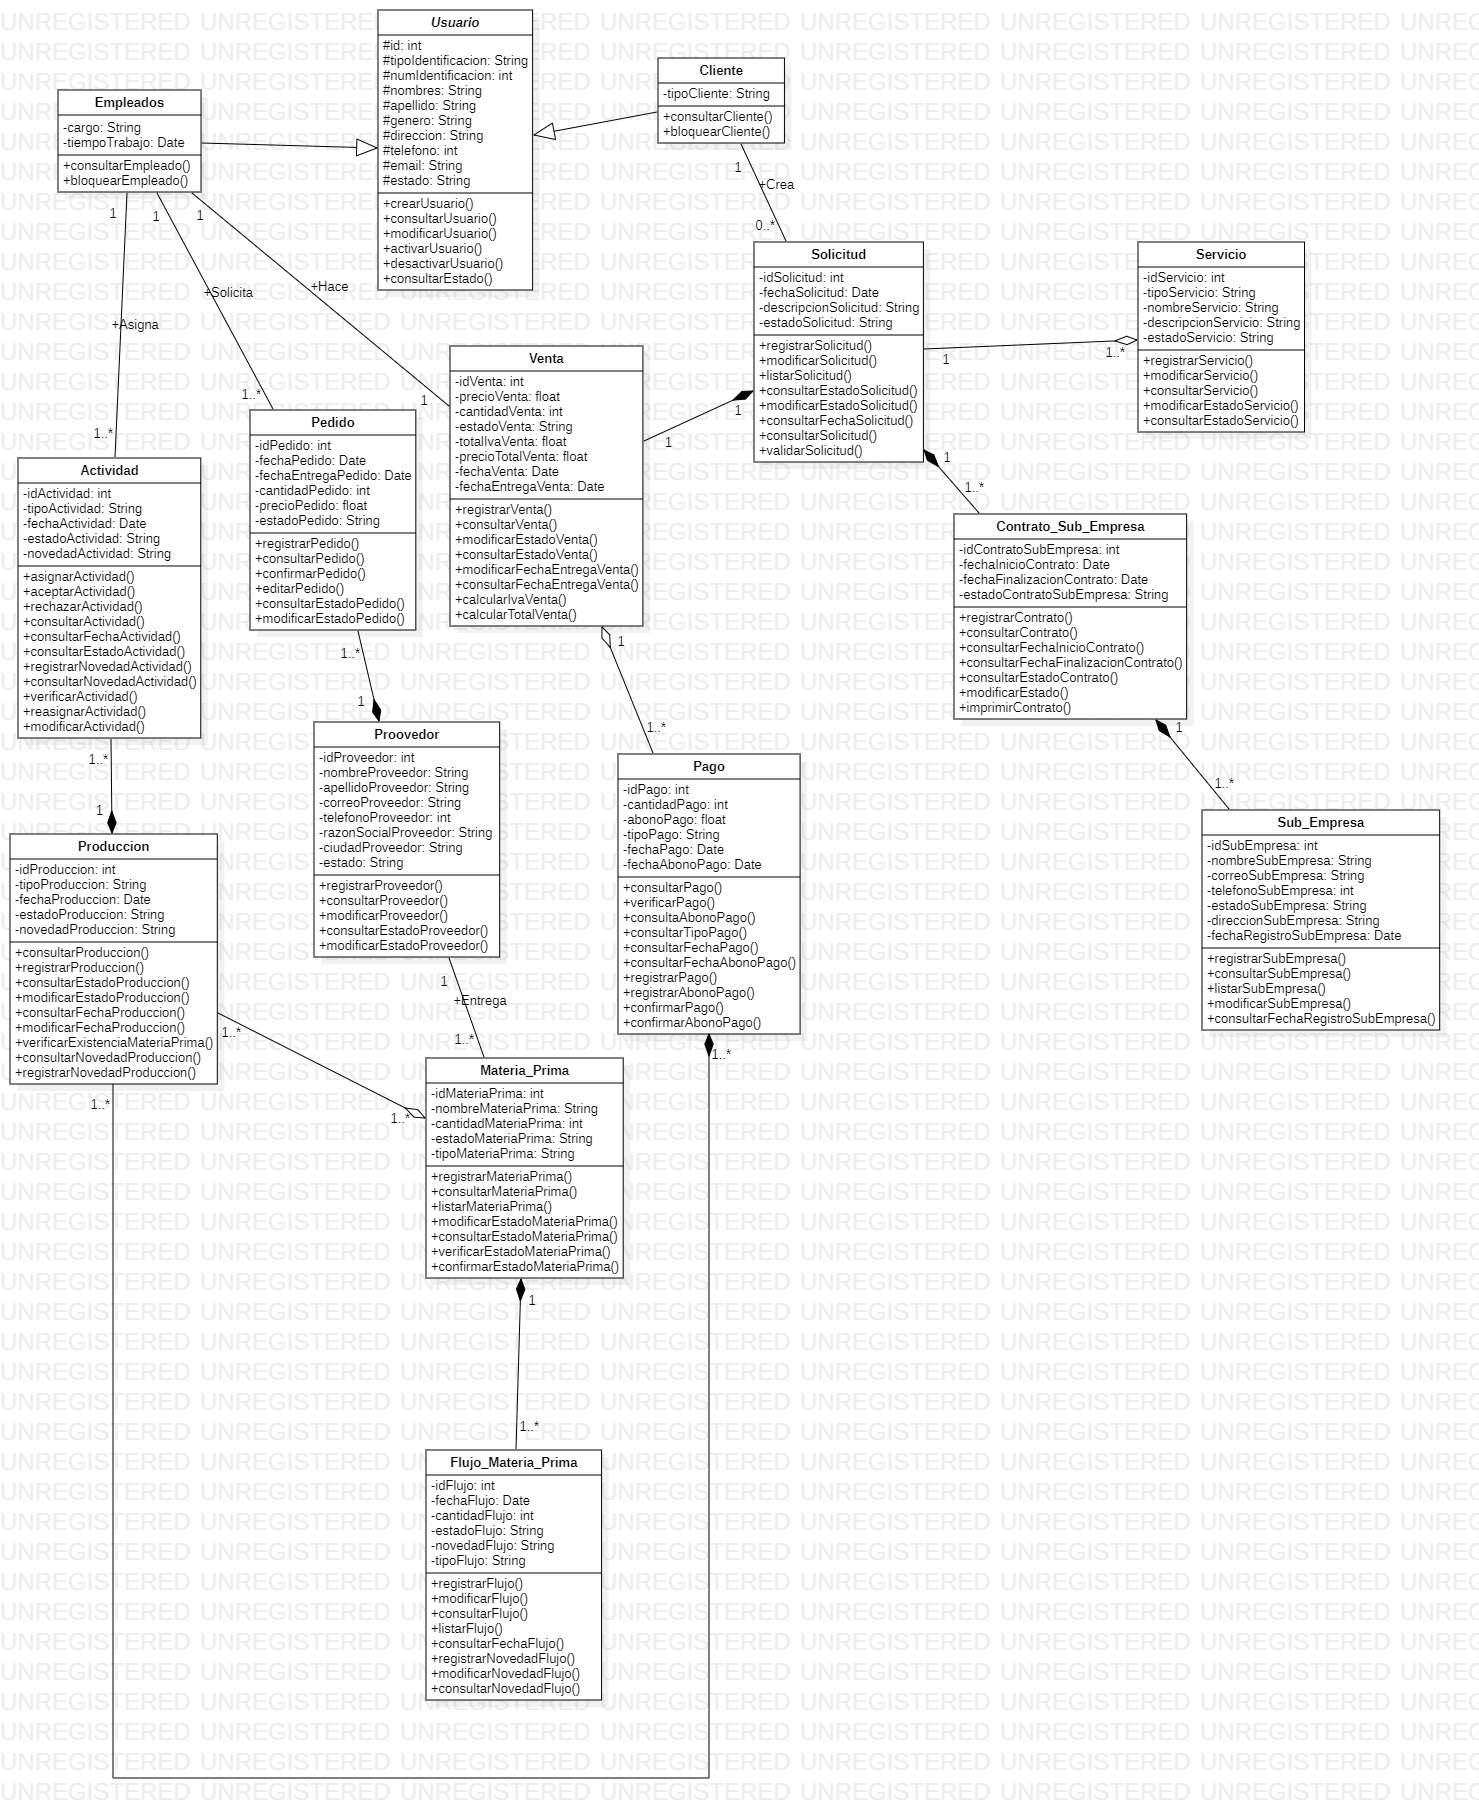 Usuario
#id: int
#tipoIdentificacion: String
#numIdentificacion: int
#nombres: String
#apellido: String
#genero: String
#direccion: String
#telefono: int
#email: String
#estado: String
+crearUsuario()
+consultarUsuario()
+modificarUsuario()
+activarUsuario()
+desactivarUsuario()
+consultarEstado()
Cliente
-tipoCliente: String
+consultarCliente()
+bloquearCliente()
Empleados
-cargo: String
-tiempoTrabajo: Date
+consultarEmpleado()
+bloquearEmpleado()
1
1
1
+Asigna
+Solicita
+Hace
1..*
1..*
1
1
+Crea
0..*
Solicitud
-idSolicitud: int
-fechaSolicitud: Date
-descripcionSolicitud: String
-estadoSolicitud: String
+registrarSolicitud()
+modificarSolicitud()
+listarSolicitud()
+consultarEstadoSolicitud()
+modificarEstadoSolicitud()
+consultarFechaSolicitud()
+consultarSolicitud()
+validarSolicitud()
1
1..*
Servicio
-idServicio: int
-tipoServicio: String
-nombreServicio: String
-descripcionServicio: String
-estadoServicio: String
+registrarServicio()
+modificarServicio()
+consultarServicio()
+modificarEstadoServicio()
+consultarEstadoServicio()
Venta
-idVenta: int
-precioVenta: float
-cantidadVenta: int
-estadoVenta: String
-totalIvaVenta: float
-precioTotalVenta: float
-fechaVenta: Date
-fechaEntregaVenta: Date
+registrarVenta()
+consultarVenta()
+modificarEstadoVenta()
+consultarEstadoVenta()
+modificarFechaEntregaVenta()
+consultarFechaEntregaVenta()
+calcularIvaVenta()
+calcularTotalVenta()
1
1
1
1..*
Pedido
-idPedido: int
-fechaPedido: Date
-fechaEntregaPedido: Date
-cantidadPedido: int
-precioPedido: float
-estadoPedido: String
+registrarPedido()
+consultarPedido()
+confirmarPedido()
+editarPedido()
+consultarEstadoPedido()
+modificarEstadoPedido()
1..*
1
Actividad
-idActividad: int
-tipoActividad: String
-fechaActividad: Date
-estadoActividad: String
-novedadActividad: String
+asignarActividad()
+aceptarActividad()
+rechazarActividad()
+consultarActividad()
+consultarFechaActividad()
+consultarEstadoActividad()
+registrarNovedadActividad()
+consultarNovedadActividad()
+verificarActividad()
+reasignarActividad()
+modificarActividad()
1..*
1
Contrato_Sub_Empresa
-idContratoSubEmpresa: int
-fechaInicioContrato: Date
-fechaFinalizacionContrato: Date
-estadoContratoSubEmpresa: String
+registrarContrato()
+consultarContrato()
+consultarFechaInicioContrato()
+consultarFechaFinalizacionContrato()
+consultarEstadoContrato()
+modificarEstado()
+imprimirContrato()
1
1..*
Proovedor
-idProveedor: int
-nombreProveedor: String
-apellidoProveedor: String
-correoProveedor: String
-telefonoProveedor: int
-razonSocialProveedor: String
-ciudadProveedor: String
-estado: String
+registrarProveedor()
+consultarProveedor()
+modificarProveedor()
+consultarEstadoProveedor()
+modificarEstadoProveedor()
1
+Entrega
1..*
1
1..*
Pago
-idPago: int
-cantidadPago: int
-abonoPago: float
-tipoPago: String
-fechaPago: Date
-fechaAbonoPago: Date
+consultarPago()
+verificarPago()
+consultaAbonoPago()
+consultarTipoPago()
+consultarFechaPago()
+consultarFechaAbonoPago()
+registrarPago()
+registrarAbonoPago()
+confirmarPago()
+confirmarAbonoPago()
1..*
Sub_Empresa
-idSubEmpresa: int
-nombreSubEmpresa: String
-correoSubEmpresa: String
-telefonoSubEmpresa: int
-estadoSubEmpresa: String
-direccionSubEmpresa: String
-fechaRegistroSubEmpresa: Date
+registrarSubEmpresa()
+consultarSubEmpresa()
+listarSubEmpresa()
+modificarSubEmpresa()
+consultarFechaRegistroSubEmpresa()
Produccion
-idProduccion: int
-tipoProduccion: String
-fechaProduccion: Date
-estadoProduccion: String
-novedadProduccion: String
+consultarProduccion()
+registrarProduccion()
+consultarEstadoProduccion()
+modificarEstadoProduccion()
+consultarFechaProduccion()
+modificarFechaProduccion()
+verificarExistenciaMateriaPrima()
+consultarNovedadProduccion()
+registrarNovedadProduccion()
1..*
1..*
1..*
Materia_Prima
-idMateriaPrima: int
-nombreMateriaPrima: String
-cantidadMateriaPrima: int
-estadoMateriaPrima: String
-tipoMateriaPrima: String
+registrarMateriaPrima()
+consultarMateriaPrima()
+listarMateriaPrima()
+modificarEstadoMateriaPrima()
+consultarEstadoMateriaPrima()
+verificarEstadoMateriaPrima()
+confirmarEstadoMateriaPrima()
1
1..*
Flujo_Materia_Prima
-idFlujo: int
-fechaFlujo: Date
-cantidadFlujo: int
-estadoFlujo: String
-novedadFlujo: String
-tipoFlujo: String
+registrarFlujo()
+modificarFlujo()
+consultarFlujo()
+listarFlujo()
+consultarFechaFlujo()
+registrarNovedadFlujo()
+modificarNovedadFlujo()
+consultarNovedadFlujo()
UNREGISTERED